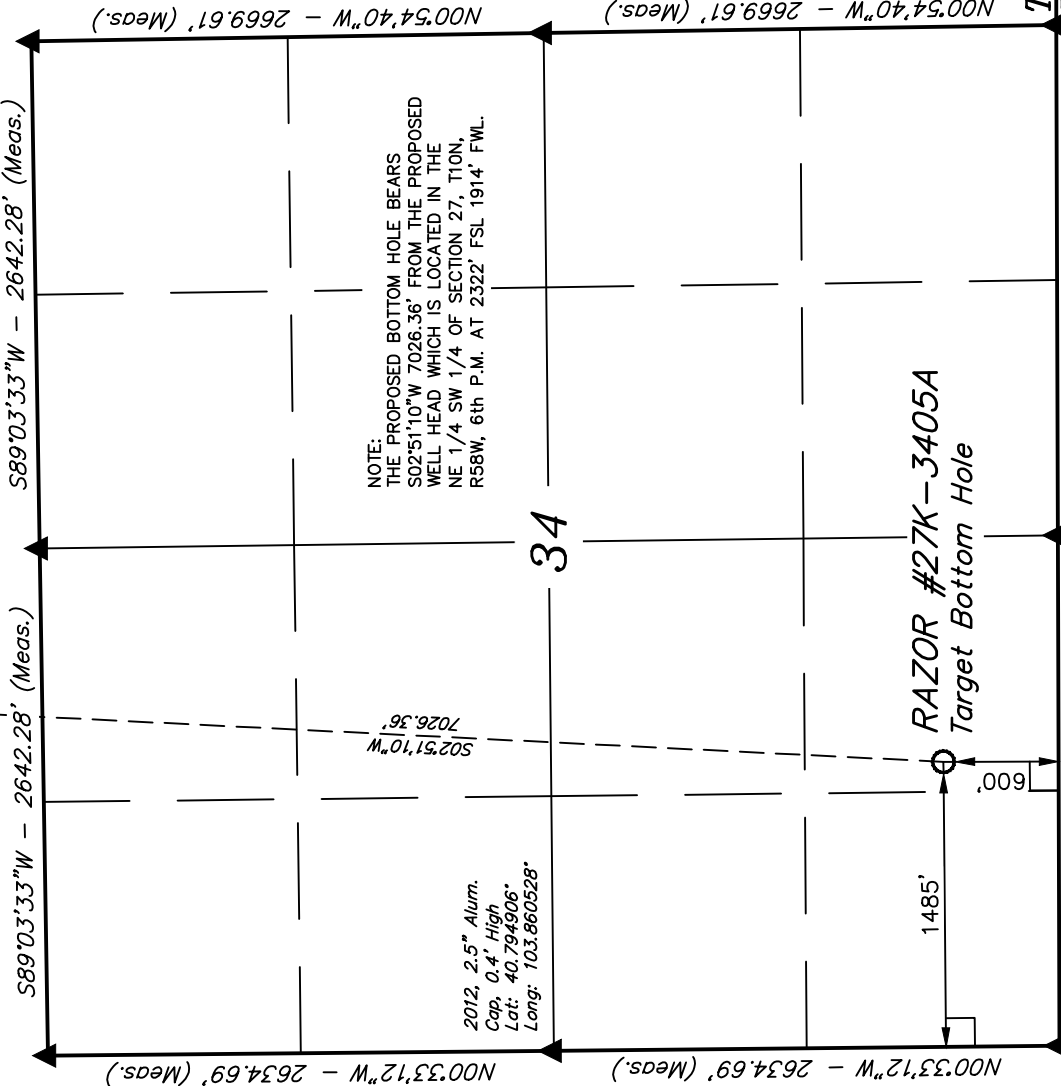 S89°03'33"W - 2642.28' (Meas.)
S89°03'33"W - 2642.28' (Meas.)
N00°54'40"W - 2669.61' (Meas.)
N00°54'40"W - 2669.61' (Meas.)
NOTE:
THE PROPOSED BOTTOM HOLE BEARS
S02°51'10"W 7026.36' FROM THE PROPOSED
WELL HEAD WHICH IS LOCATED IN THE
NE 1/4 SW 1/4 OF SECTION 27, T10N,
R58W, 6th P.M. AT 2322' FSL 1914' FWL.
34
S02°51'10"W
7026.36'
2012, 2.5" Alum.
Cap, 0.4' High
Lat: 40.794906°
Long: 103.860528°
RAZOR #27K-3405A
Target Bottom Hole
600'
1485'
N00°33'12"W - 2634.69' (Meas.)
N00°33'12"W - 2634.69' (Meas.)